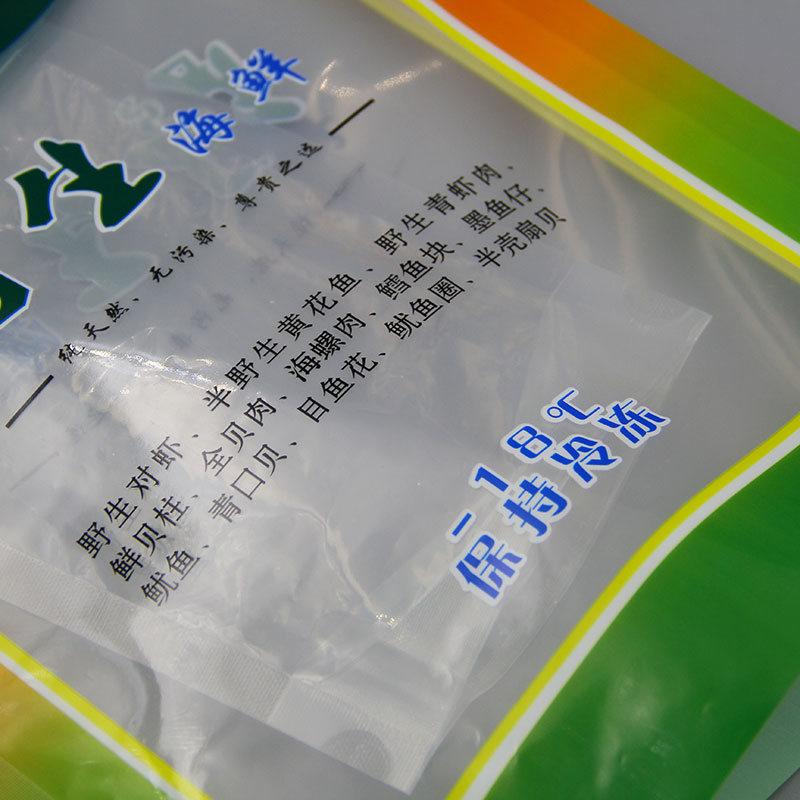 生 海鲜
纯天然、无污染、尊贵之选
野生对虾、半野生黄花鱼、野生青虾肉、
鲜贝柱、全贝肉、海螺肉、鳕鱼块、墨鱼仔、
鱿鱼、青口贝、目鱼花、鱿鱼圈、半壳扇贝
-18℃
保持冷冻